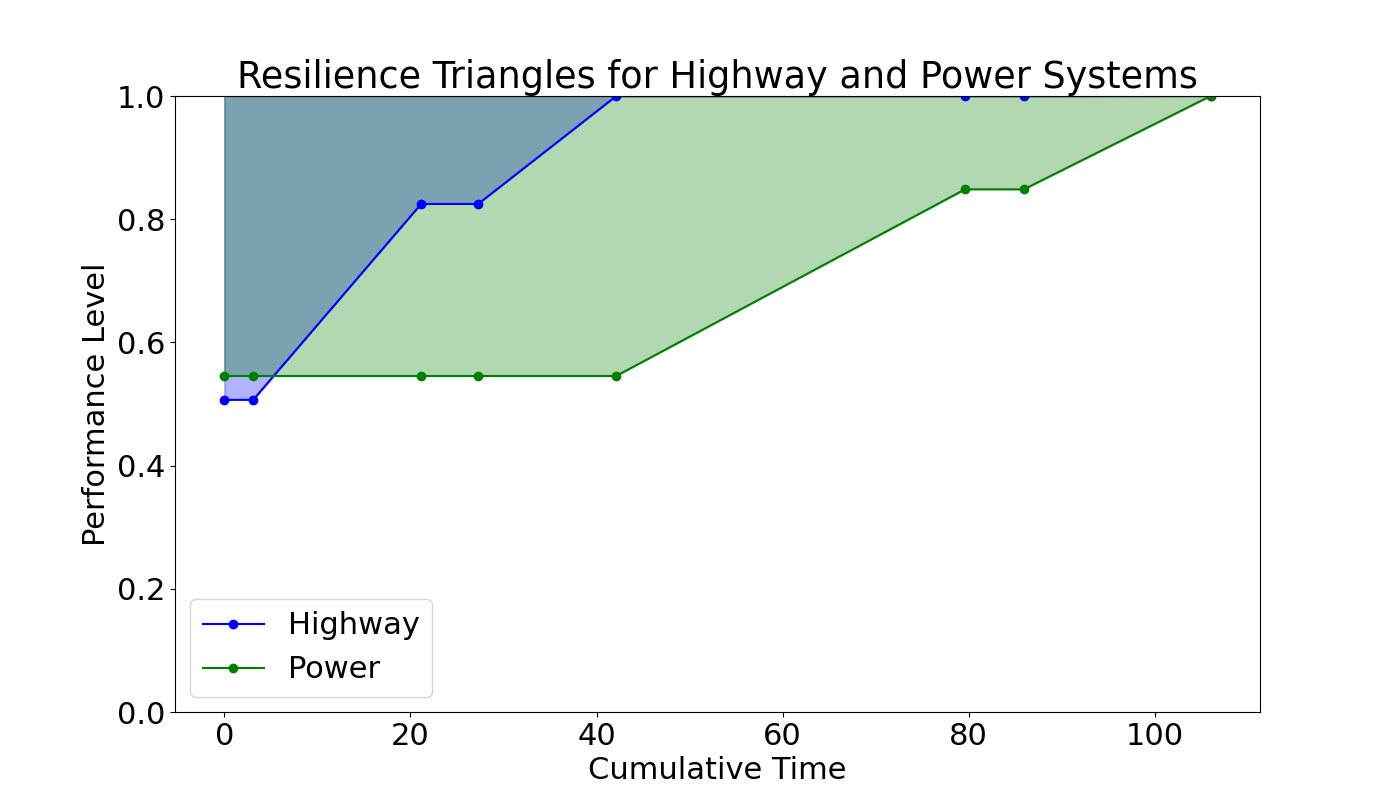 Resilience Triangles for Highway and Power Systems
1.0
0.8
0.6
0.4
0.2
0.0
Performance Level
Highway
Power
0 20 40 60 80 100
Cumulative Time